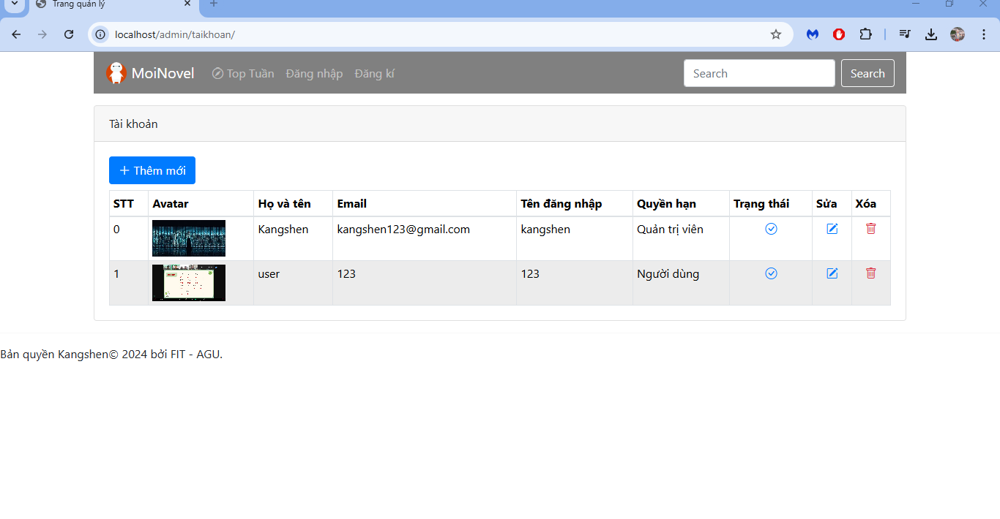 Trang quản lý
localhost/admin/taikhoan/
MoiNovel Top Tuần Đăng nhập Đăng kí Search Search
Tài khoản
Thêm mới
STT Avatar Họ và tên Email Tên đăng nhập Quyền hạn Trạng thái Sửa Xóa
0 Kangshen kangshen123@gmail.com kangshen Quản trị viên
1 user 123 123 Người dùng
Bản quyền Kangshen© 2024 bởi FIT - AGU.